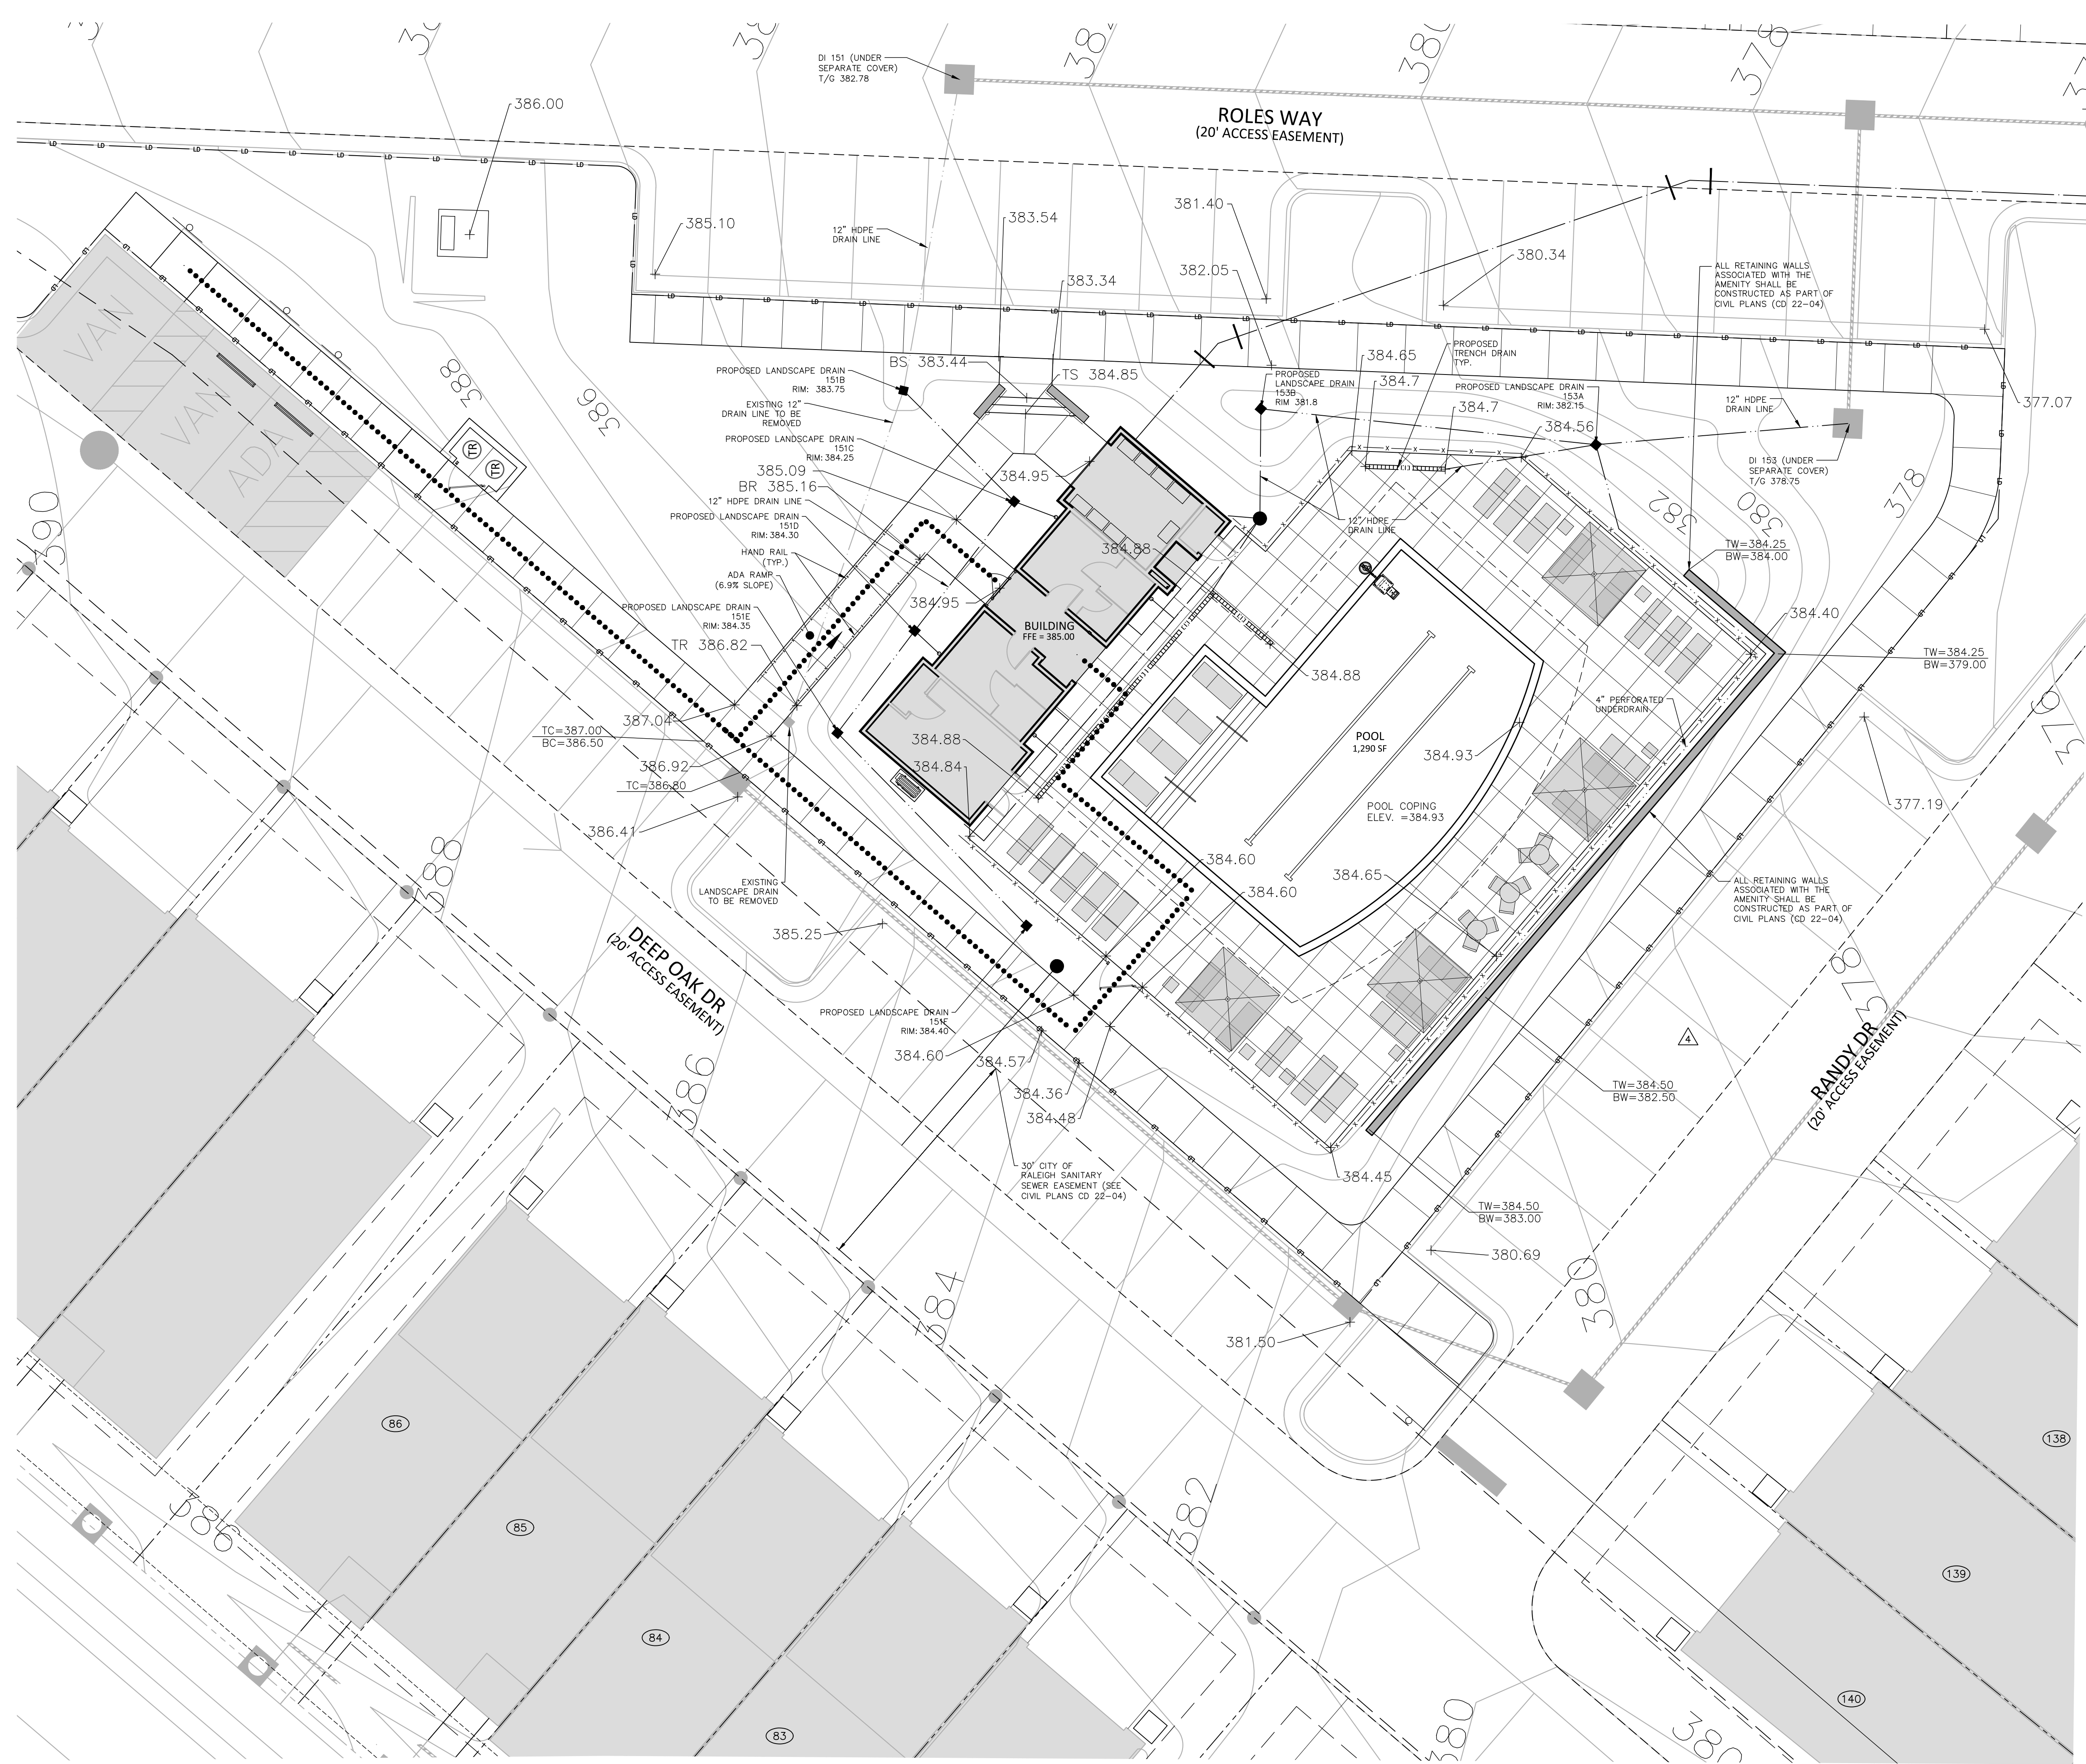 DI 151 (UNDER
SEPARATE COVER)
T/G 382.78
382
380
378
386.00
ROLES WAY
(20' ACCESS EASEMENT)
385.10
12" HDPE
DRAIN LINE
383.54
381.40
383.34
382.05
380.34
ALL RETAINING WALLS
ASSOCIATED WITH THE
AMENITY SHALL BE
CONSTRUCTED AS PART OF
CIVIL PLANS (CD 22-04)
VAN
VAN
ADA
388
386
390
TR
TR
PROPOSED LANDSCAPE DRAIN
151B
RIM: 383.75
BS 383.44
TS 384.85
EXISTING 12"
DRAIN LINE TO BE
REMOVED
PROPOSED LANDSCAPE DRAIN
151C
RIM: 384.25
385.09
BR 385.16
12" HDPE DRAIN LINE
PROPOSED LANDSCAPE DRAIN
151D
RIM: 384.30
HAND RAIL
(TYP.)
ADA RAMP
(6.9% SLOPE)
PROPOSED LANDSCAPE DRAIN
151E
RIM: 384.35
TR 386.82
387.04
TC=387.00
BC=386.50
386.92
TC=386.80
386.41
384.95
384.95
BUILDING
FFE = 385.00
384.88
384.88
384.88
384.84
PROPOSED
LANDSCAPE DRAIN
153B
RIM 381.8
384.65
384.7
PROPOSED
TRENCH DRAIN
TYP.
384.7
PROPOSED LANDSCAPE DRAIN
153A
RIM: 382.15
384.56
12" HDPE
DRAIN LINE
12" HDPE
DRAIN LINE
377.07
DI 153 (UNDER
SEPARATE COVER)
T/G 378.75
382
380
378
TW=384.25
BW=384.00
384.40
TW=384.25
BW=379.00
4" PERFORATED
UNDERDRAIN
POOL
1,290 SF
384.93
POOL COPING
ELEV. =384.93
376
377.19
384.60
384.60
384.65
ALL RETAINING WALLS
ASSOCIATED WITH THE
AMENITY SHALL BE
CONSTRUCTED AS PART OF
CIVIL PLANS (CD 22-04)
EXISTING
LANDSCAPE DRAIN
TO BE REMOVED
385.25
388
DEEP OAK DR
(20' ACCESS EASEMENT)
PROPOSED LANDSCAPE DRAIN
151F
RIM: 384.40
384.60
384.57
384.36
384.48
30' CITY OF
RALEIGH SANITARY
SEWER EASEMENT (SEE
CIVIL PLANS CD 22-04)
386
378
4
RANDY DR
(20' ACCESS EASEMENT)
TW=384.50
BW=382.50
384.45
TW=384.50
BW=383.00
380.69
380
384
381.50
382
386
86
85
84
83
138
139
140
380
380